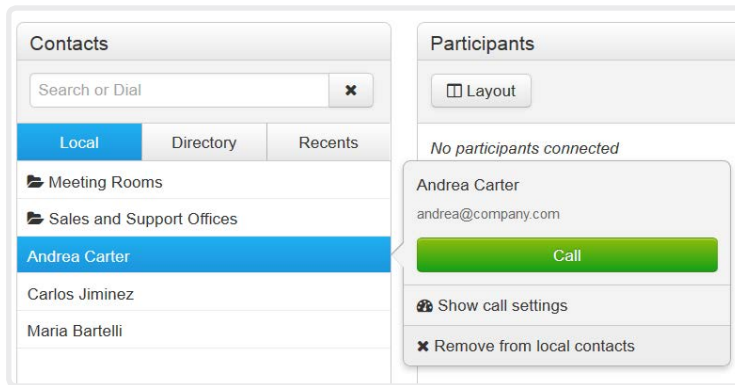 Contacts
Search or Dial
Local Directory Recents
Meeting Rooms
Sales and Support Offices
Andrea Carter
Carlos Jiminez
Maria Bartelli
Participants
Layout
No participants connected
Andrea Carter
andrea@company.com
Call
Show call settings
Remove from local contacts